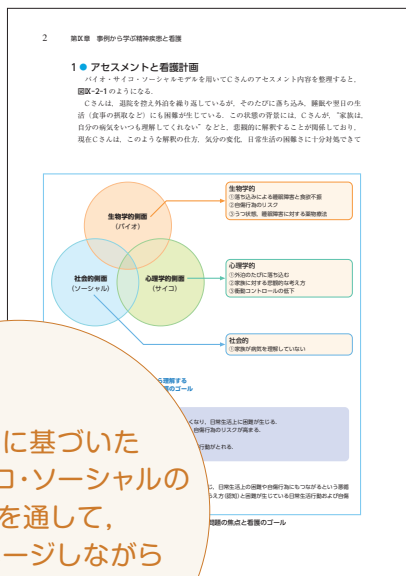 2 第Ⅸ章 事例から学ぶ精神疾患と看護
1 ● アセスメントと看護計画
バイオ・サイコ・ソーシャルモデルを用いてCさんのアセスメント内容を整理すると,
図Ⅸ-2-1のようになる.
Cさんは,退院を控え外泊を繰り返しているが,そのたびに落ち込み,睡眠や翌日の生
活(食事の摂取など)にも困難が生じている.この状態の背景には,Cさんが,“家族は,
自分の病気をいつも理解してくれない”などと,悲観的に解釈することが関係しており,
現在Cさんは,このような解釈の仕方,気分の変化,日常生活の困難さに十分対処できて
生物学的側面
(バイオ)
社会的側面
(ソーシャル)
心理学的側面
(サイコ)
生物学的
①落ち込みによる睡眠障害と食欲不振
②自傷行為のリスク
③うつ状態,睡眠障害に対する薬物療法
心理学的
①外泊のたびに落ち込む
②家族に対する悲観的な考え方
③衝動コントロールの低下
社会的
①家族が病気を理解していない
ら理解する
護のゴール
くなり,日常生活上に困難が生じる.
自傷行為のリスクが高まる.
行動がとれる.
に基づいた
コ・ソーシャルの
を通して,
ージしながら
じ,日常生活上の困難や自傷行為にもつながるという悪循
え方(認知)と困難が生じている日常生活行動および自傷
問題の焦点と看護のゴール